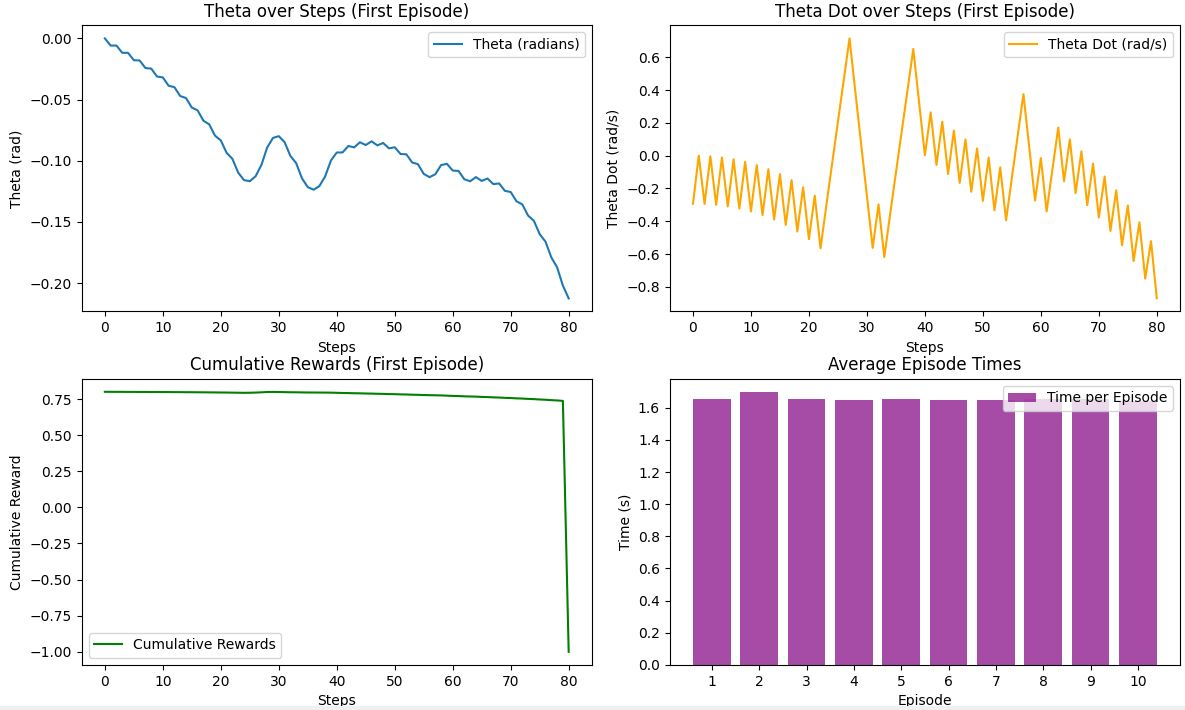 Theta over Steps (First Episode)
Theta (radians)
Theta (rad)
0.00
−0.05
−0.10
−0.15
−0.20
0 10 20 30 40 50 60 70 80
Steps
Theta Dot over Steps (First Episode)
Theta Dot (rad/s)
Theta Dot (rad/s)
0.6
0.4
0.2
0.0
−0.2
−0.4
−0.6
−0.8
0 10 20 30 40 50 60 70 80
Steps
Cumulative Rewards (First Episode)
Cumulative Reward
0.75
0.50
0.25
0.00
−0.25
−0.50
−0.75
−1.00
Cumulative Rewards
0 10 20 30 40 50 60 70 80
Steps
Average Episode Times
Time per Episode
Time (s)
1.6
1.4
1.2
1.0
0.8
0.6
0.4
0.2
0.0
1 2 3 4 5 6 7 8 9 10
Episode